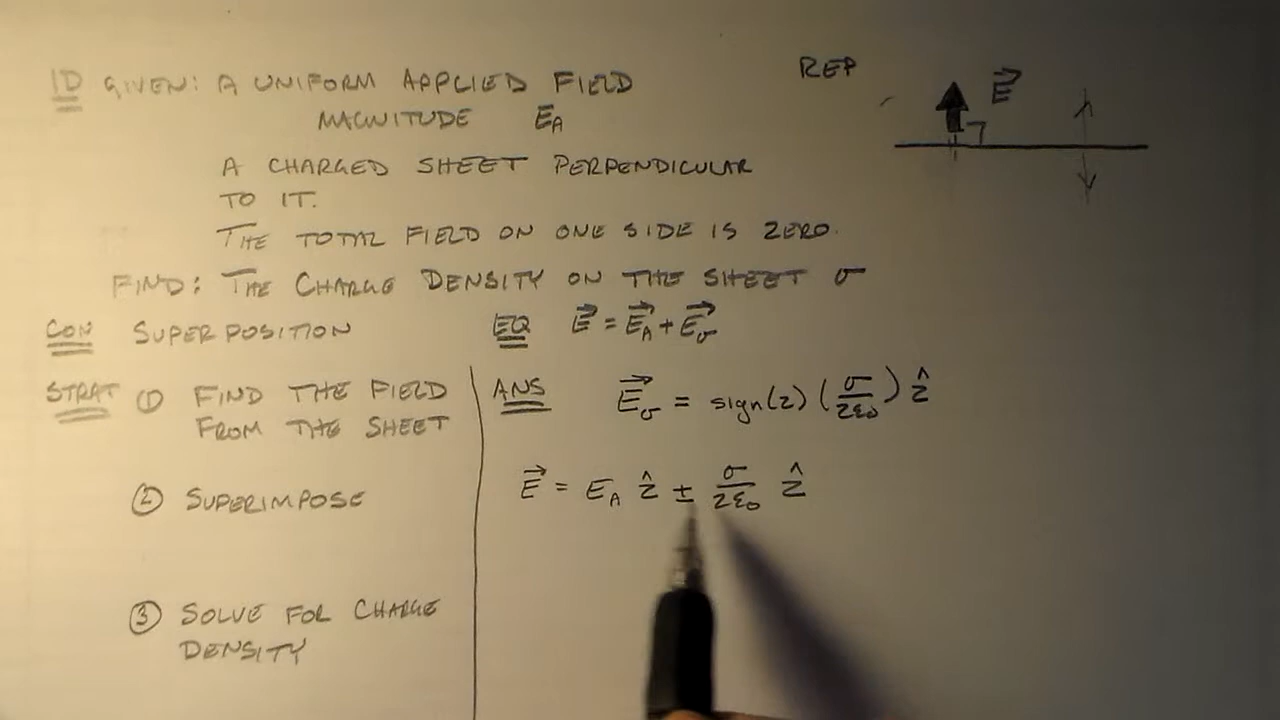 ID GIVEN: A UNIFORM APPLIED FIELD
MAGNITUDE E_A
A CHARGED SHEET PERPENDICULAR
TO IT.
THE TOTAL FIELD ON ONE SIDE IS ZERO.
FIND: THE CHARGE DENSITY ON THE SHEET σ
REP
E⃗
CON SUPERPOSITION
EQ E⃗ = E⃗_A + E⃗_σ
STRAT ① FIND THE FIELD
FROM THE SHEET
② SUPERIMPOSE
③ SOLVE FOR CHARGE
DENSITY
ANS E⃗_σ = sign(z) (σ/2ε₀) ẑ
E⃗ = E_A ẑ ± σ/2ε₀ ẑ